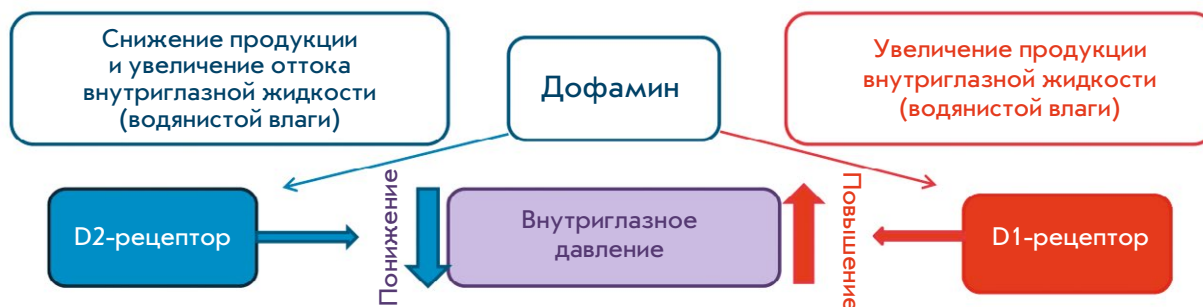 Снижение продукции
и увеличение оттока
внутриглазной жидкости
(водянистой влаги)
Дофамин
Увеличение продукции
внутриглазной жидкости
(водянистой влаги)
D2-рецептор
Понижение
Внутриглазное
давление
Повышение
D1-рецептор